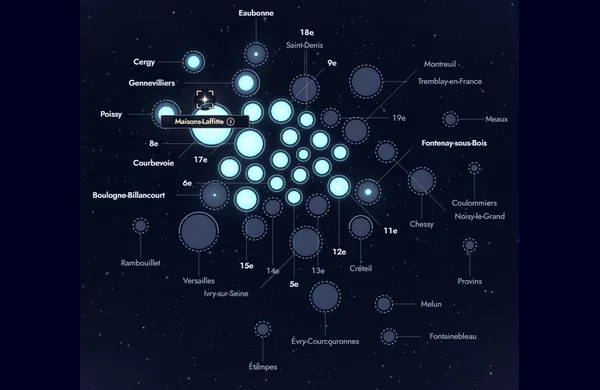 Eaubonne
18e
Saint-Denis
Cergy
9e
Montreuil
Gennevilliers
Tremblay-en-France
Poissy
Maisons-Laffitte
19e
Meaux
8e
Fontenay-sous-Bois
Courbevoie
17e
6e
Boulogne-Billancourt
Coulommiers
Noisy-le-Grand
Chessy
11e
12e
Rambouillet
15e
14e
13e
Créteil
Versailles
Provins
5e
Ivry-sur-Seine
Melun
Évry-Courcouronnes
Fontainebleau
Étampes